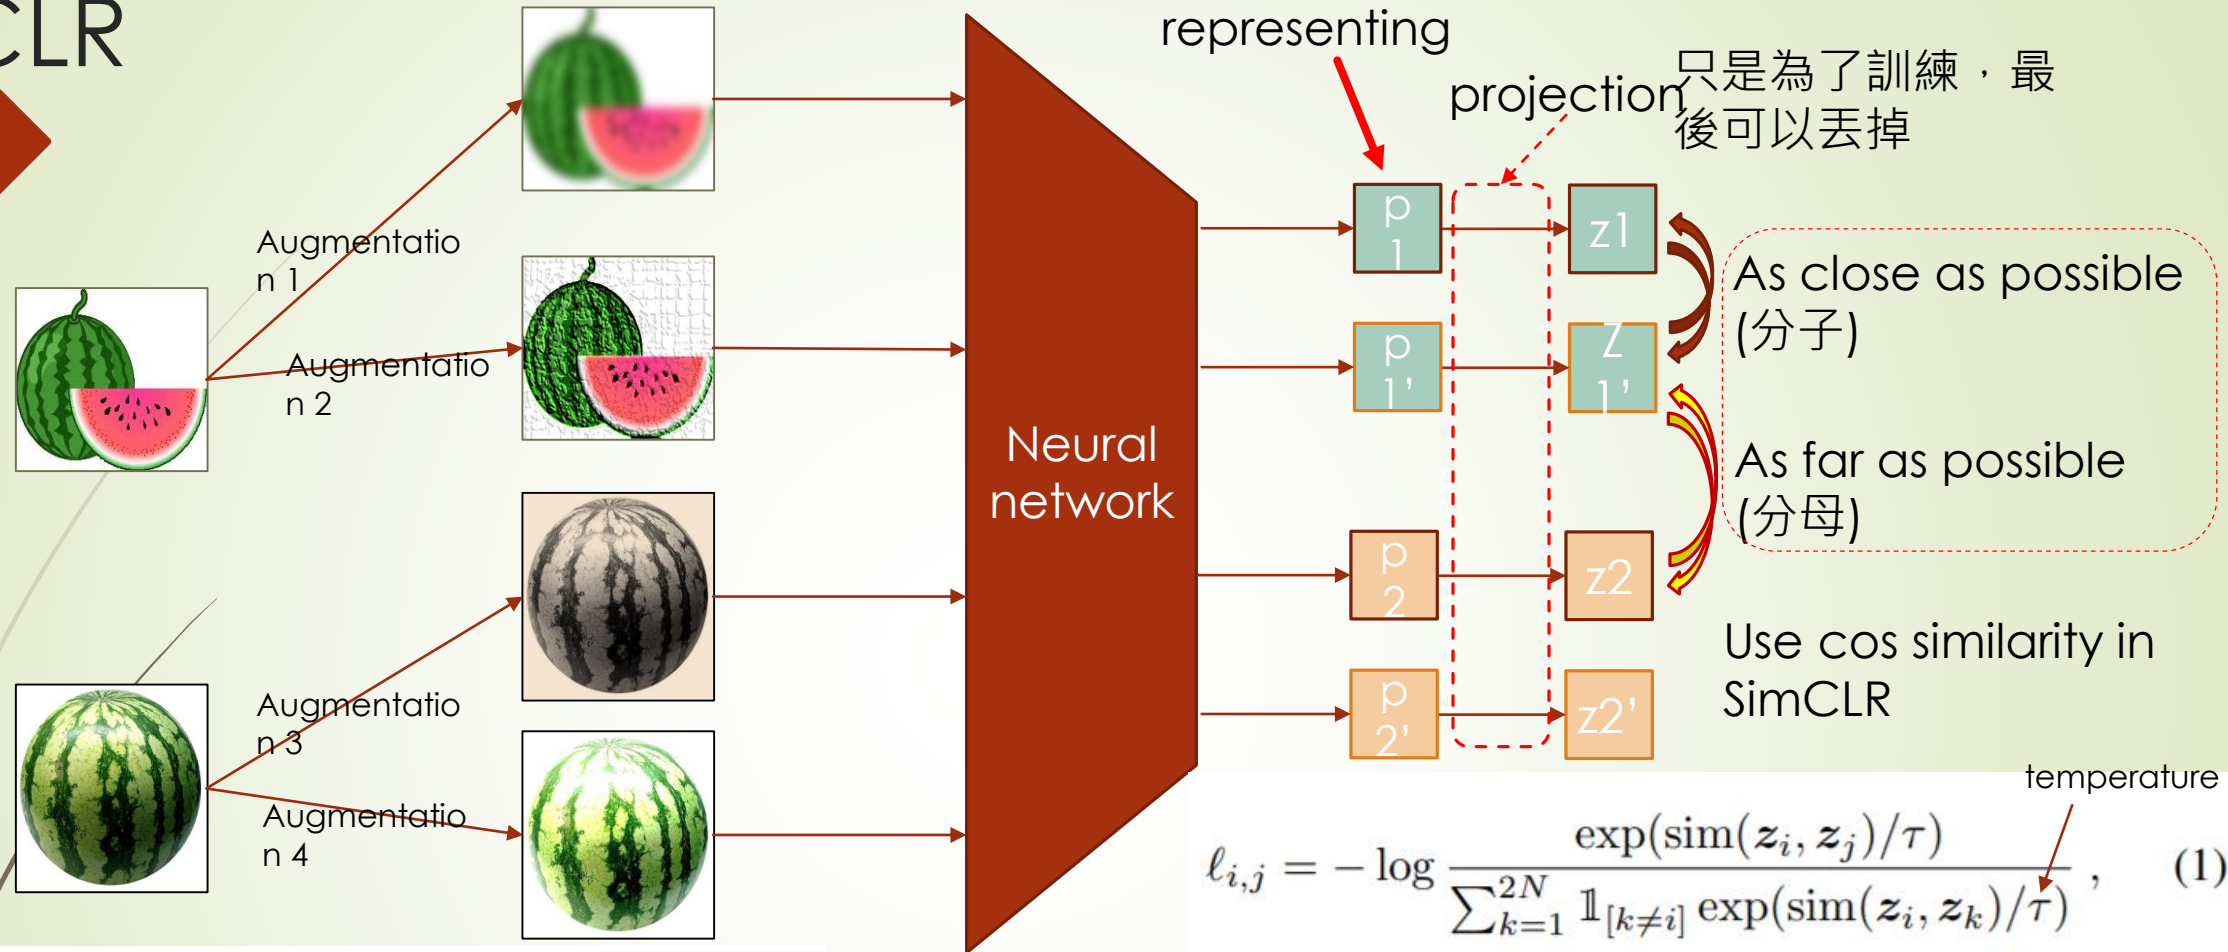 CLR
representing
projection
只是為了訓練，最
後可以丟掉
Augmentatio
n 1
Augmentatio
n 2
Augmentatio
n 3
Augmentatio
n 4
Neural
network
p
1
z1
p
1'
Z
1'
p
2
z2
p
2'
z2'
As close as possible
(分子)
As far as possible
(分母)
Use cos similarity in
SimCLR
temperature
ℓ_{i,j} = − log \frac{exp(sim(z_i, z_j)/τ)}{∑_{k=1}^{2N} 𝟙_{[k≠i]} exp(sim(z_i, z_k)/τ)} , (1)